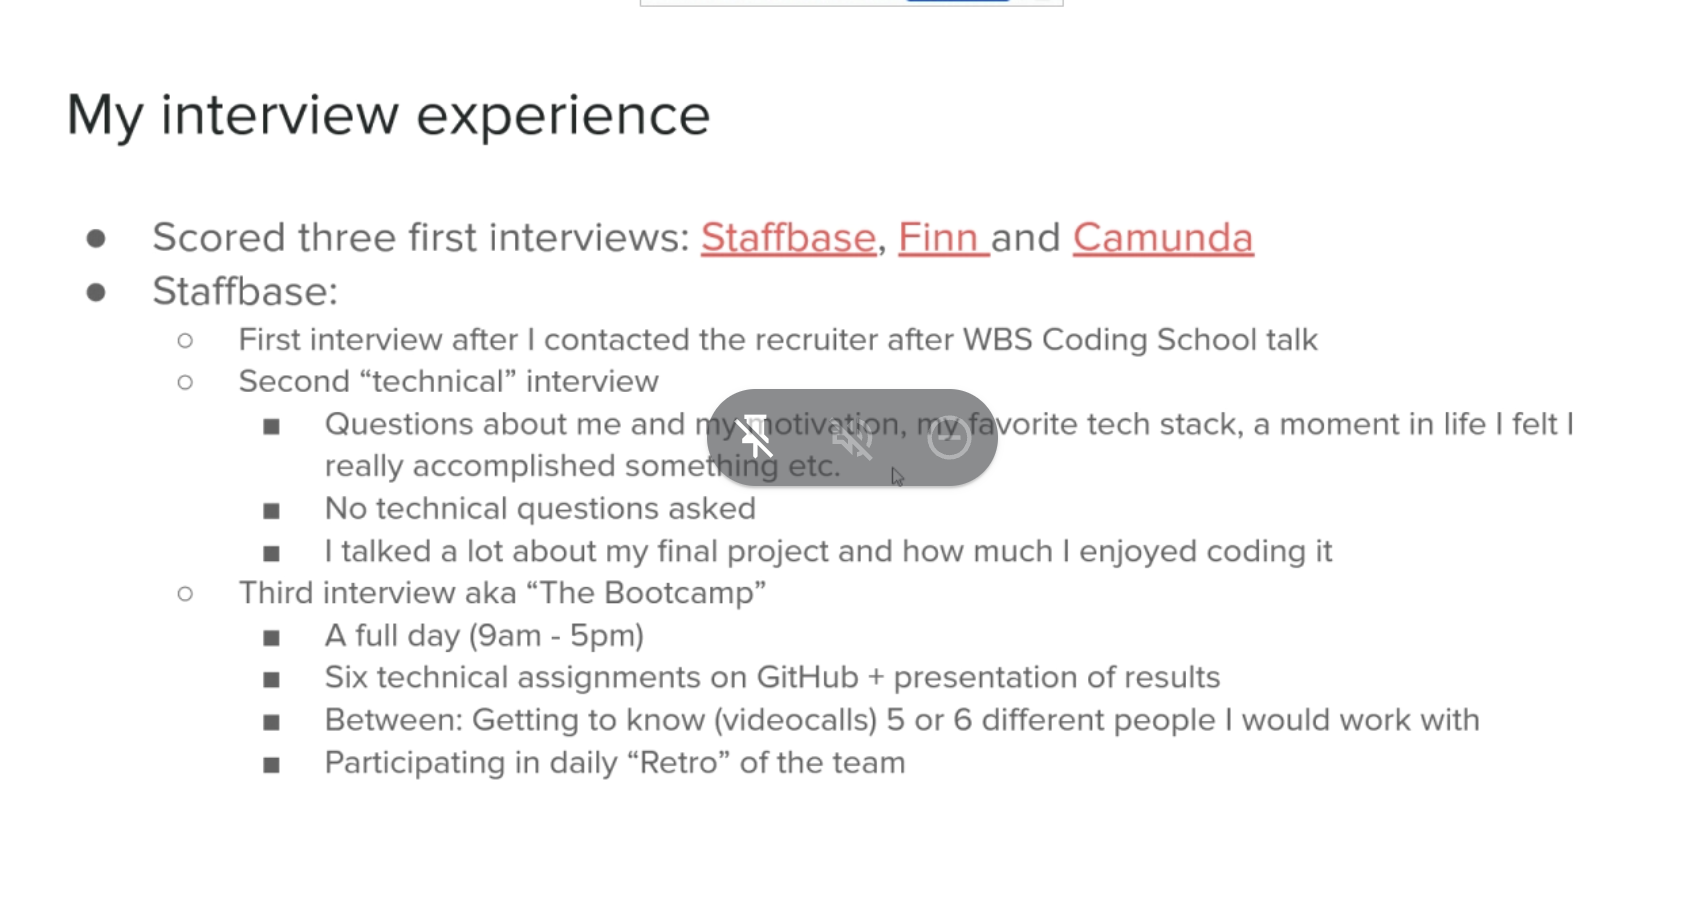 My interview experience
● Scored three first interviews: Staffbase, Finn and Camunda
● Staffbase:
○ First interview after I contacted the recruiter after WBS Coding School talk
○ Second “technical” interview
■ Questions about me and my motivation, my favorite tech stack, a moment in life I felt I
really accomplished something etc.
■ No technical questions asked
■ I talked a lot about my final project and how much I enjoyed coding it
○ Third interview aka “The Bootcamp”
■ A full day (9am - 5pm)
■ Six technical assignments on GitHub + presentation of results
■ Between: Getting to know (videocalls) 5 or 6 different people I would work with
■ Participating in daily “Retro” of the team